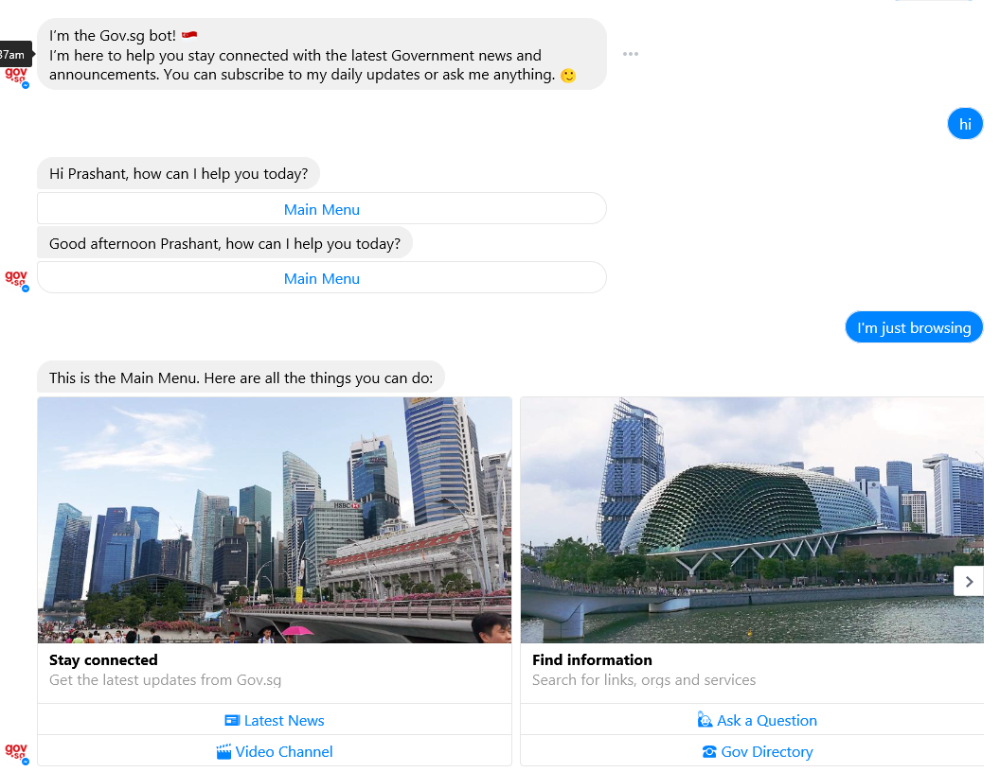 I'm the Gov.sg bot! 🇸🇬
I'm here to help you stay connected with the latest Government news and
announcements. You can subscribe to my daily updates or ask me anything. 🙂
37am
gov
.sg
hi
Hi Prashant, how can I help you today?
Main Menu
Good afternoon Prashant, how can I help you today?
Main Menu
gov
.sg
I'm just browsing
This is the Main Menu. Here are all the things you can do:
HSBC
Stay connected
Get the latest updates from Gov.sg
Latest News
Video Channel
Find information
Search for links, orgs and services
Ask a Question
Gov Directory
gov
.sg